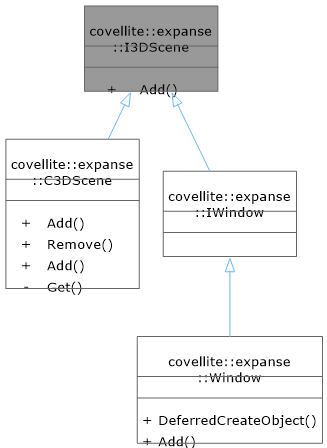 covellite::expanse
::I3DScene
+ Add()
covellite::expanse
::C3DScene
+ Add()
+ Remove()
+ Add()
- Get()
covellite::expanse
::IWindow
covellite::expanse
::Window
+ DeferredCreateObject()
+ Add()